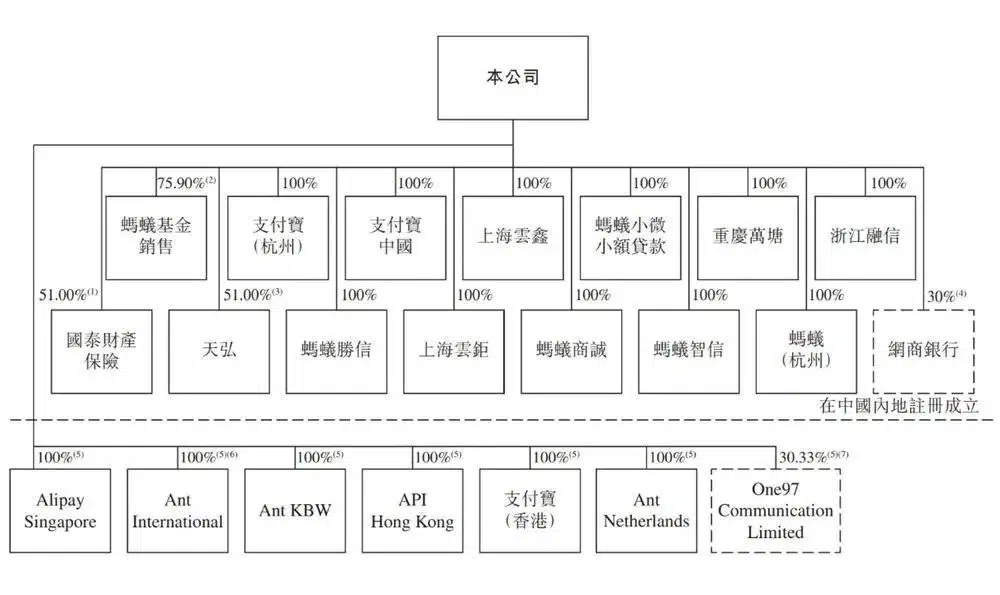 本公司
75.90%(2)
100%
100%
100%
100%
100%
100%
螞蟻基金
銷售
支付寶
(杭州)
支付寶
中國
上海雲鑫
螞蟻小微
小額貸款
重慶萬塘
浙江融信
51.00%(1)
51.00%(3)
100%
100%
100%
100%
100%
30%(4)
國泰財產
保險
天弘
螞蟻勝信
上海雲鉅
螞蟻商誠
螞蟻智信
螞蟻
(杭州)
網商銀行
在中國內地註冊成立
100%(5)
100%(5)(6)
100%(5)
100%(5)
100%(5)
100%(5)
30.33%(5)(7)
Alipay
Singapore
Ant
International
Ant KBW
API
Hong Kong
支付寶
(香港)
Ant
Netherlands
One97
Communication
Limited